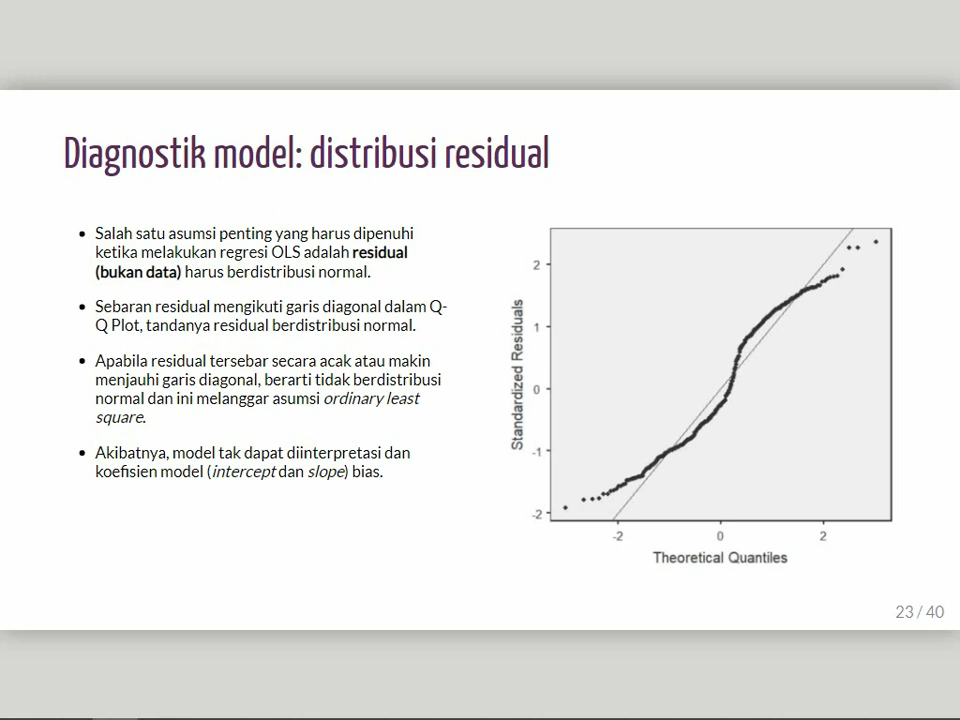 Diagnostik model: distribusi residual
Salah satu asumsi penting yang harus dipenuhi
ketika melakukan regresi OLS adalah residual
(bukan data) harus berdistribusi normal.
Sebaran residual mengikuti garis diagonal dalam Q-
Q Plot, tandanya residual berdistribusi normal.
Apabila residual tersebar secara acak atau makin
menjauhi garis diagonal, berarti tidak berdistribusi
normal dan ini melanggar asumsi ordinary least
square.
Akibatnya, model tak dapat diinterpretasi dan
koefisien model (intercept dan slope) bias.
Standardized Residuals
2
1
0
-1
-2
-2 0 2
Theoretical Quantiles
23 / 40